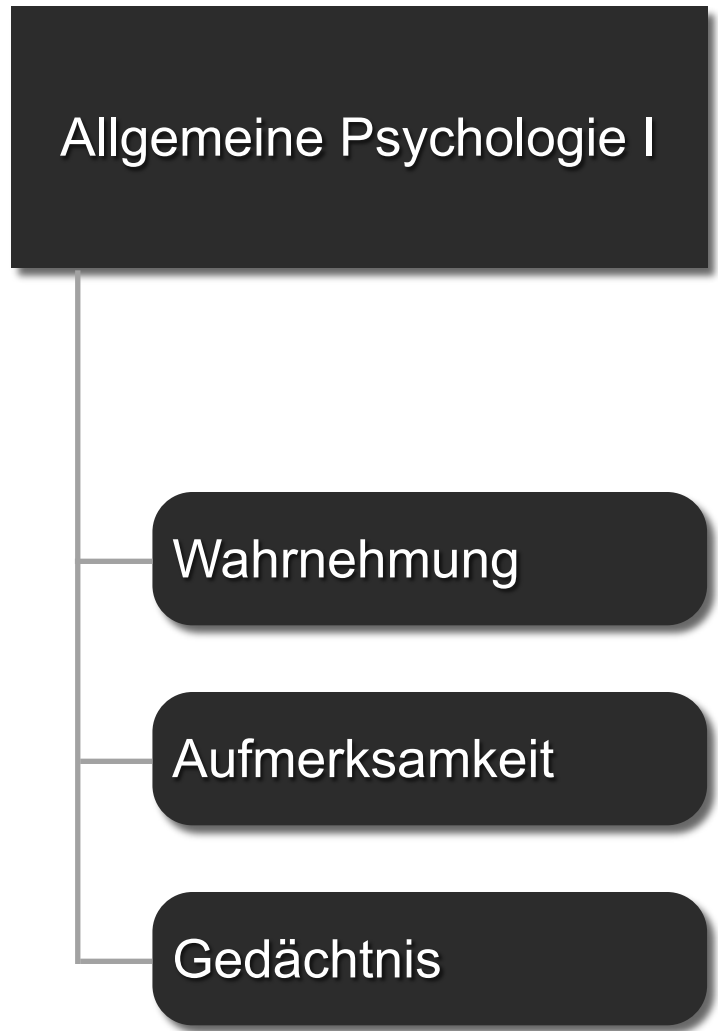 Allgemeine Psychologie I
Wahrnehmung
Aufmerksamkeit
Gedächtnis